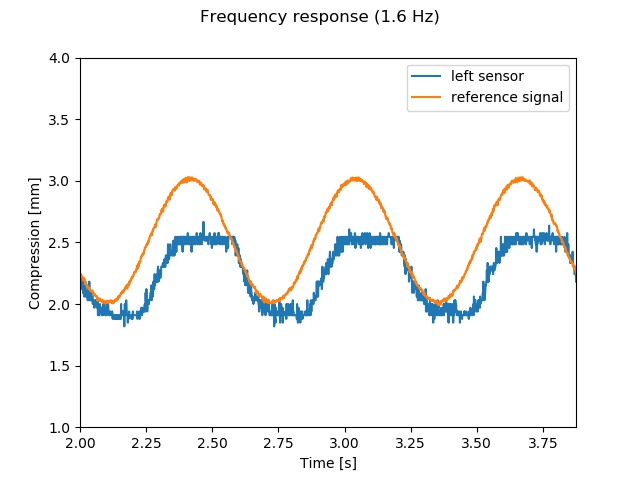 Frequency response (1.6 Hz)
left sensor
reference signal
Compression [mm]
4.0
3.5
3.0
2.5
2.0
1.5
1.0
2.00 2.25 2.50 2.75 3.00 3.25 3.50 3.75
Time [s]